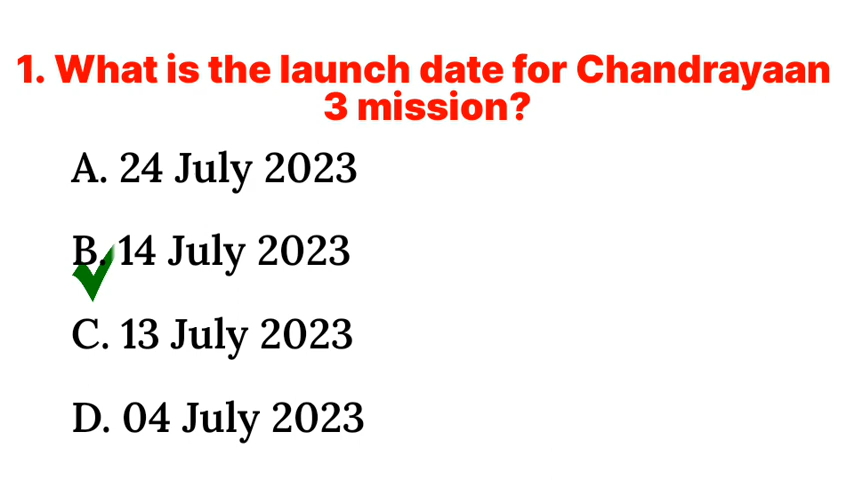 1. What is the launch date for Chandrayaan
3 mission?
A. 24 July 2023
B. 14 July 2023
C. 13 July 2023
D. 04 July 2023